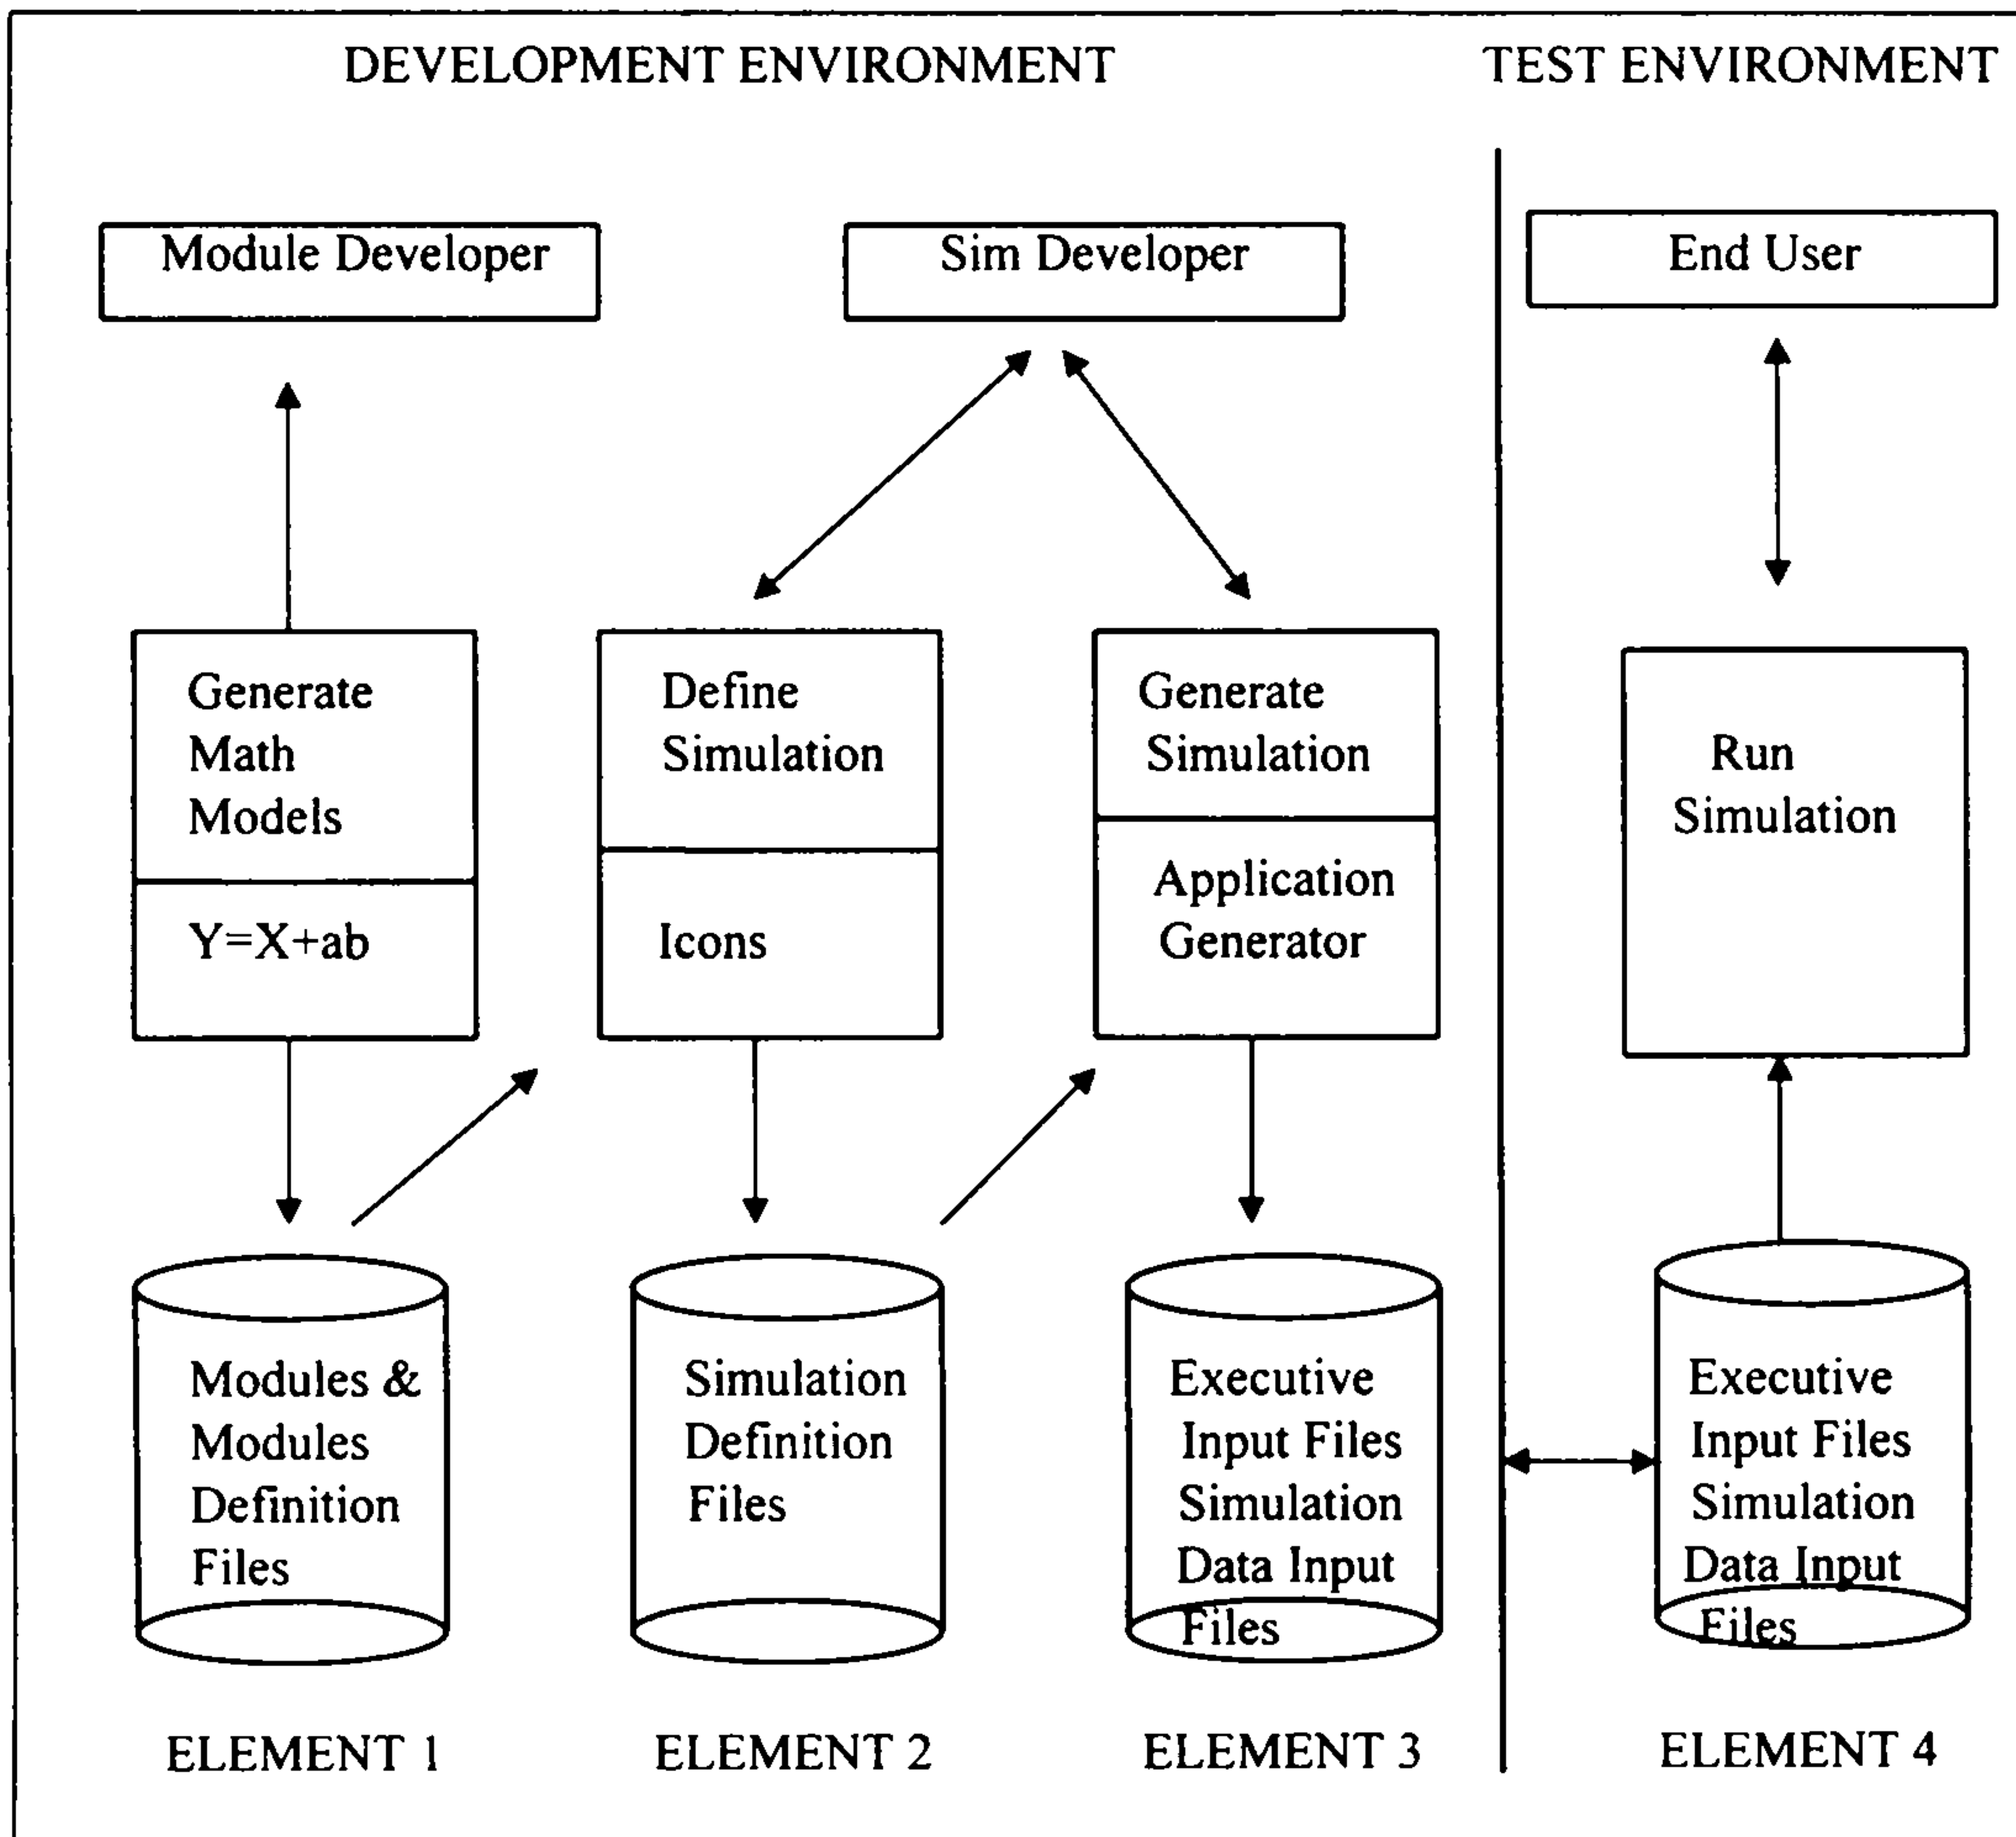 DEVELOPMENT ENVIRONMENT
TEST ENVIRONMENT
Module Developer
Sim Developer
End User
Generate
Math
Models
Y=X+ab
Define
Simulation
Icons
Generate
Simulation
Application
Generator
Run
Simulation
Modules &
Modules
Definition
Files
Simulation
Definition
Files
Executive
Input Files
Simulation
Data Input
Files
Executive
Input Files
Simulation
Data Input
Files
ELEMENT 1
ELEMENT 2
ELEMENT 3
ELEMENT 4